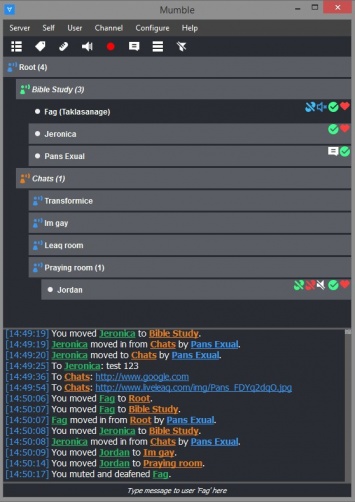 Mumble
Server Self User Channel Configure Help
Root (4)
Bible Study (3)
Fag (Taklasanage)
Jeronica
Pans Exual
Chats (1)
Transformice
Im gay
Leaq room
Praying room (1)
Jordan
[14:49:19] You moved Jeronica to Bible Study.
[14:49:19] Jeronica moved in from Chats by Pans Exual.
[14:49:20] Jeronica moved to Chats by Pans Exual.
[14:49:25] To Jeronica: test 123
[14:49:36] To Chats: http://www.google.com
[14:49:54] To Chats: http://www.liveleaq.com/img/Pans_FDYq2dqO.jpg
[14:50:06] You moved Fag to Root.
[14:50:07] You moved Fag to Bible Study.
[14:50:07] Fag moved in from Root by Pans Exual.
[14:50:08] You moved Jeronica to Bible Study.
[14:50:08] Jeronica moved in from Chats by Pans Exual.
[14:50:09] You moved Jordan to Im gay.
[14:50:14] You moved Jordan to Praying room.
[14:50:17] You muted and deafened Fag.
Type message to user 'Fag' here